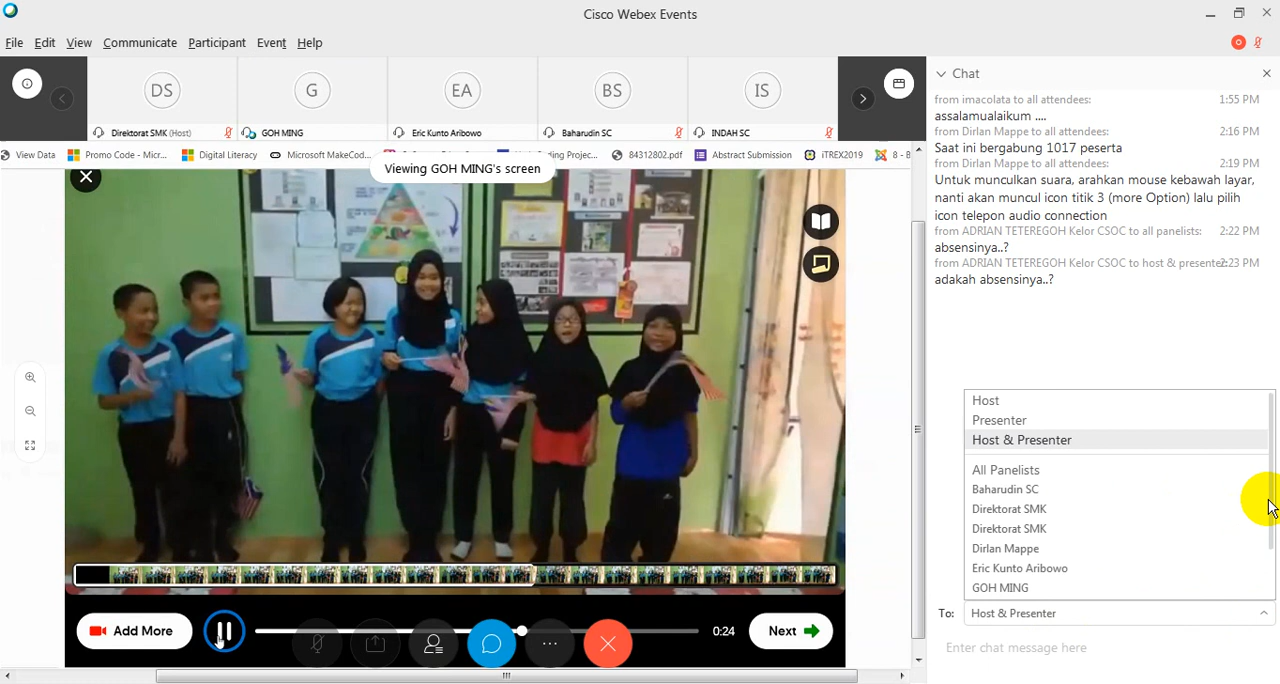 Cisco Webex Events
File Edit View Communicate Participant Event Help
DS
G
EA
BS
IS
Direktorat SMK (Host)
GOH MING
Eric Kunto Aribowo
Baharudin SC
INDAH SC
View Data
Promo Code - Micr...
Digital Literacy
Microsoft MakeCod...
ding Projec...
84312802.pdf
Abstract Submission
iTREX2019
8 - B
Viewing GOH MING's screen
Add More
0:24
Next
Chat
from imacolata to all attendees: 1:55 PM
assalamualaikum ....
from Dirlan Mappe to all attendees: 2:16 PM
Saat ini bergabung 1017 peserta
from Dirlan Mappe to all attendees: 2:19 PM
Untuk munculkan suara, arahkan mouse kebawah layar,
nanti akan muncul icon titik 3 (more Option) lalu pilih
icon telepon audio connection
from ADRIAN TETEREGOH Kelor CSOC to all panelists: 2:22 PM
absensinya..?
from ADRIAN TETEREGOH Kelor CSOC to host & presente 2:23 PM
adakah absensinya..?
Host
Presenter
Host & Presenter
All Panelists
Baharudin SC
Direktorat SMK
Direktorat SMK
Dirlan Mappe
Eric Kunto Aribowo
GOH MING
To: Host & Presenter
Enter chat message here